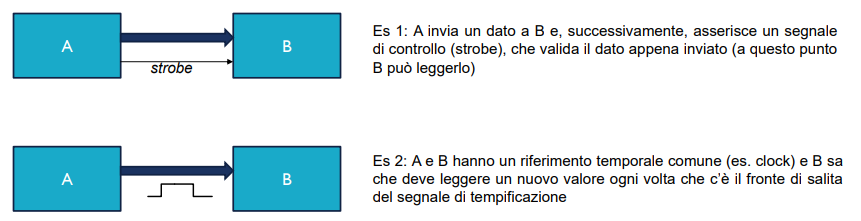 A
B
strobe
Es 1: A invia un dato a B e, successivamente, asserisce un segnale
di controllo (strobe), che valida il dato appena inviato (a questo punto
B può leggerlo)
A
B
Es 2: A e B hanno un riferimento temporale comune (es. clock) e B sa
che deve leggere un nuovo valore ogni volta che c'è il fronte di salita
del segnale di tempificazione